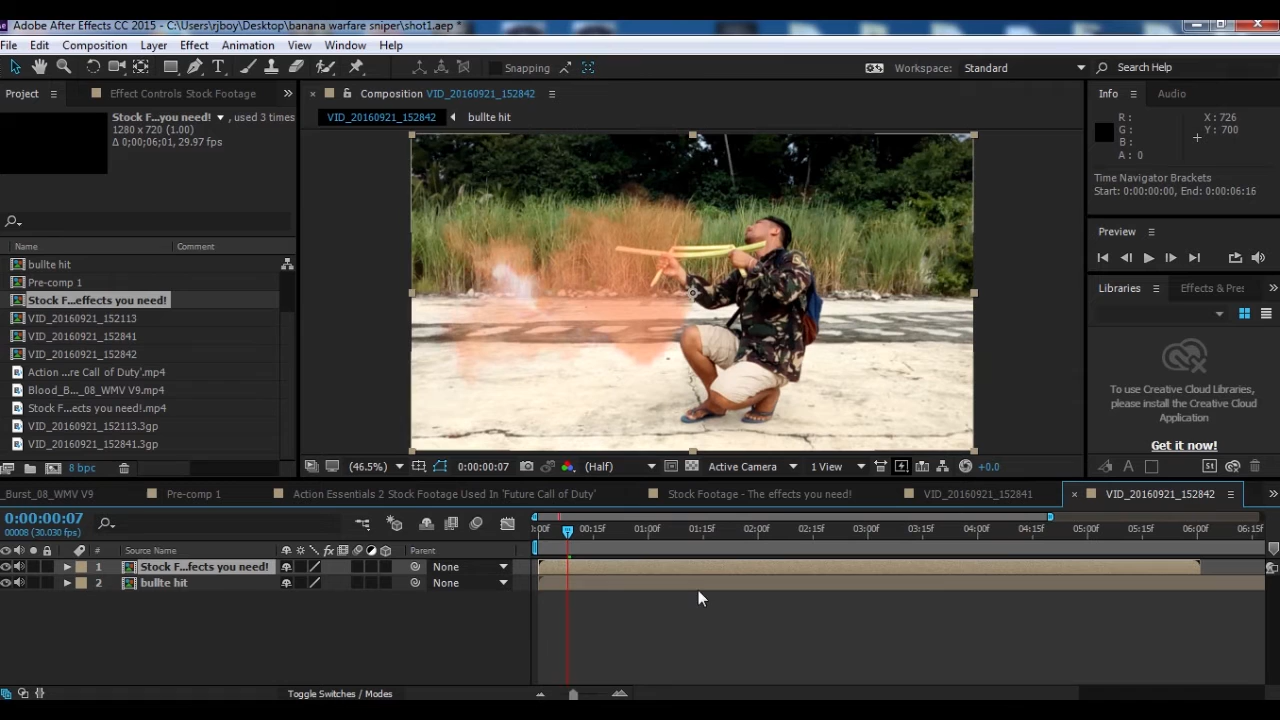 Adobe After Effects CC 2015 - C:\Users\rjboy\Desktop\banana warfare sniper\shot1.aep *
File Edit Composition Layer Effect Animation View Window Help
Snapping Workspace: Standard Search Help
Project Effect Controls Stock Footage » × Composition VID_20160921_152842 Info Audio
Stock F...y need! , used 3 times
1280 x 720 (1.00)
Δ 0;00;06;01, 29.97 fps
VID_20160921_152842 bullte hit
R :
G :
B :
A : 0
X : 726
Y : 700
Time Navigator Brackets
Start: 0:00:00:00, End: 0:00:06:16
Preview
Name Comment
bullte hit
Pre-comp 1
Stock F...effects you need!
VID_20160921_152113
VID_20160921_152841
VID_20160921_152842
Action ...re Call of Duty'.mp4
Blood_B..._08_WMV V9.mp4
Stock F...ects you need!.mp4
VID_20160921_152113.3gp
VID_20160921_152841.3gp
8 bpc
Libraries Effects & Pres »
To use Creative Cloud Libraries,
please install the Creative Cloud
Application
Get it now!
(46.5%) 0:00:00:07 (Half) Active Camera 1 View +0.0
_Burst_08_WMV V9 Pre-comp 1 Action Essentials 2 Stock Footage Used In 'Future Call of Duty' Stock Footage - The effects you need! VID_20160921_152841 × VID_20160921_152842 »
0:00:00:07
00008 (30.030 fps)
:00f 00:15f 01:00f 01:15f 02:00f 02:15f 03:00f 03:15f 04:00f 04:15f 05:00f 05:15f 06:00f 06:15f
# Source Name fx Parent
1 Stock F...fects you need! None
2 bullte hit None
Toggle Switches / Modes